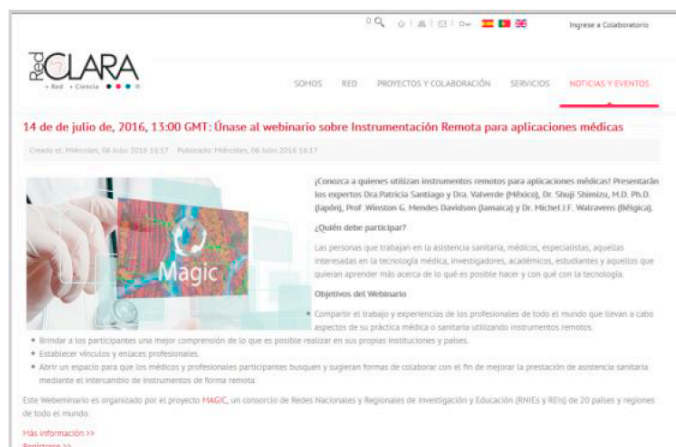 0
Ingrese a Colaboratorio
Red CLARA
+ Red + Ciencia
SOMOS RED PROYECTOS Y COLABORACIÓN SERVICIOS NOTICIAS Y EVENTOS
14 de de julio de, 2016, 13:00 GMT: Únase al webinario sobre Instrumentación Remota para aplicaciones médicas
Creado el: Miércoles, 06 Julio 2016 16:17 Publicado: Miércoles, 06 Julio 2016 16:17
Magic
¡Conozca a quienes utilizan instrumentos remotos para aplicaciones médicas! Presentarán
los expertos Dra.Patricia Santiago y Dra. Valverde (México), Dr. Shuji Shimizu, M.D. Ph.D.
(Japón), Prof .Winston G. Mendes Davidson (Jamaica) y Dr. Michel.J.F. Walravens (Bélgica).
¿Quién debe participar?
Las personas que trabajan en la asistencia sanitaria, médicos, especialistas, aquellas
interesadas en la tecnología médica, investigadores, académicos, estudiantes y aquellos que
quieran aprender más acerca de lo qué es posible hacer y con qué con la tecnología.
Objetivos del Webinario
Compartir el trabajo y experiencias de los profesionales de todo el mundo que llevan a cabo
aspectos de su práctica médica o sanitaria utilizando instrumentos remotos.
Brindar a los participantes una mejor comprensión de lo que es posible realizar en sus propias instituciones y países.
Establecer vínculos y enlaces profesionales.
Abrir un espacio para que los médicos y profesionales participantes busquen y sugieran formas de colaborar con el fin de mejorar la prestación de asistencia sanitaria
mediante el intercambio de instrumentos de forma remota.
Este Webeminario es organizado por el proyecto MAGIC, un consorcio de Redes Nacionales y Regionales de Investigación y Educación (RNIEs y REIs) de 20 países y regiones
de todo el mundo.
Más información >>
Registrarse >>